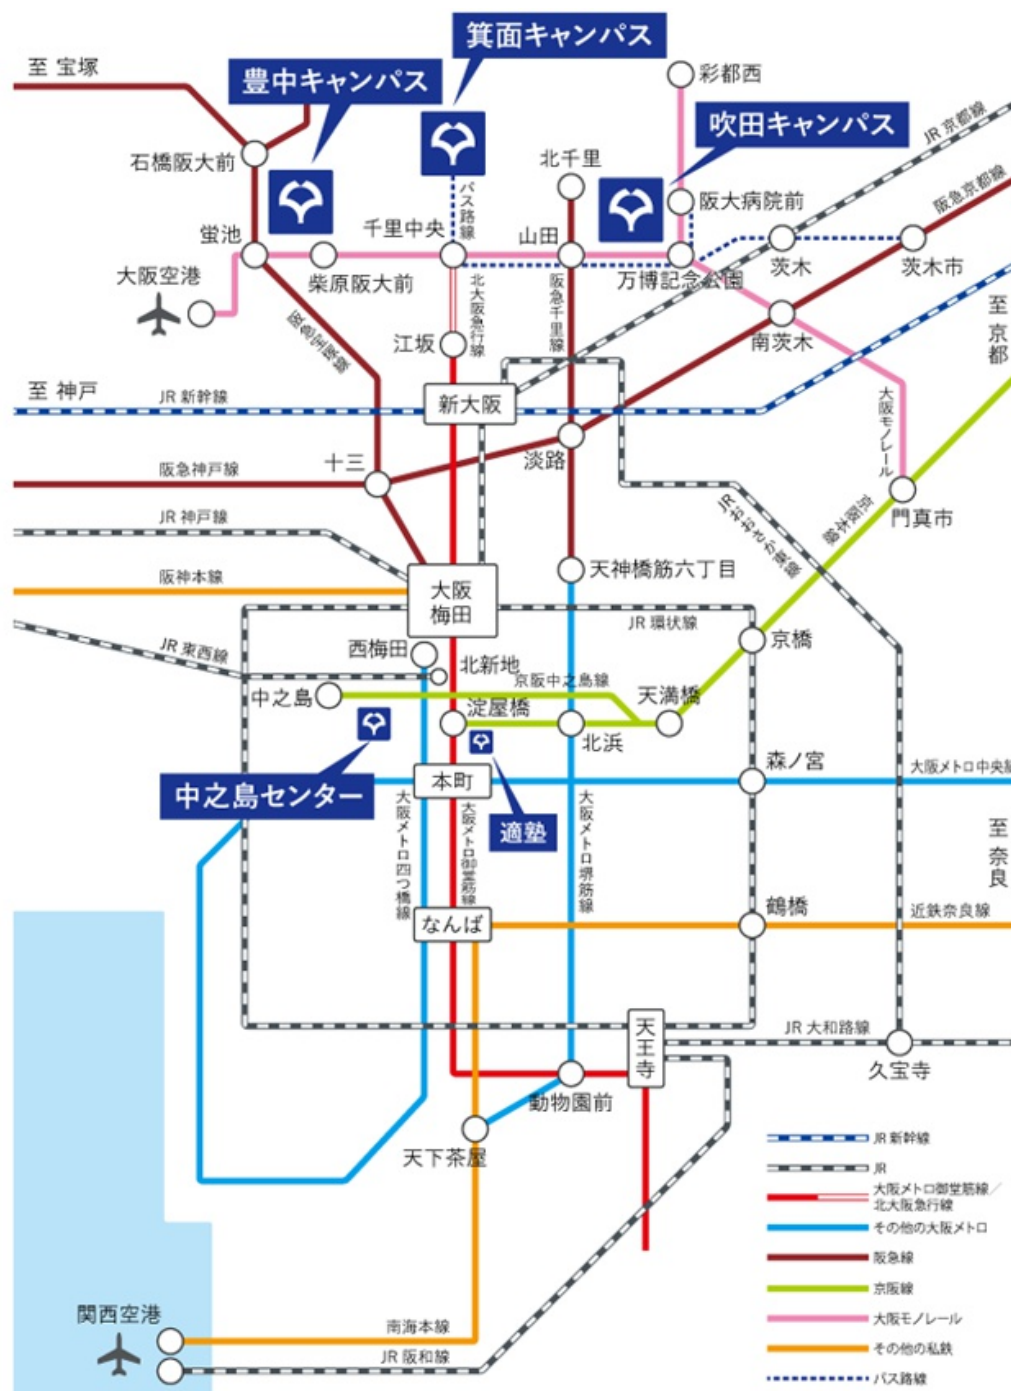 箕面キャンパス
至 宝塚
豊中キャンパス
彩都西
吹田キャンパス
JR 京都線
石橋阪大前
北千里
バス路線
阪大病院前
阪急京都線
蛍池
千里中央
山田
大阪空港
柴原阪大前
万博記念公園
茨木
茨木市
阪急宝塚線
北大阪急行線
阪急千里線
江坂
南茨木
至 京都
至 神戸
JR 新幹線
新大阪
大阪モノレール
十三
淡路
阪急神戸線
門真市
JR 神戸線
JR おおさか東線
京阪本線
阪神本線
大阪
梅田
天神橋筋六丁目
JR 環状線
JR 東西線
西梅田
北新地
京橋
京阪中之島線
中之島
淀屋橋
北浜
天満橋
森ノ宮
大阪メトロ中央線
中之島センター
本町
適塾
大阪メトロ四つ橋線
大阪メトロ御堂筋線
大阪メトロ堺筋線
至 奈良
なんば
鶴橋
近鉄奈良線
天王寺
JR 大和路線
久宝寺
動物園前
天下茶屋
JR 新幹線
JR
大阪メトロ御堂筋線／
北大阪急行線
その他の大阪メトロ
阪急線
京阪線
大阪モノレール
その他の私鉄
バス路線
関西空港
南海本線
JR 阪和線